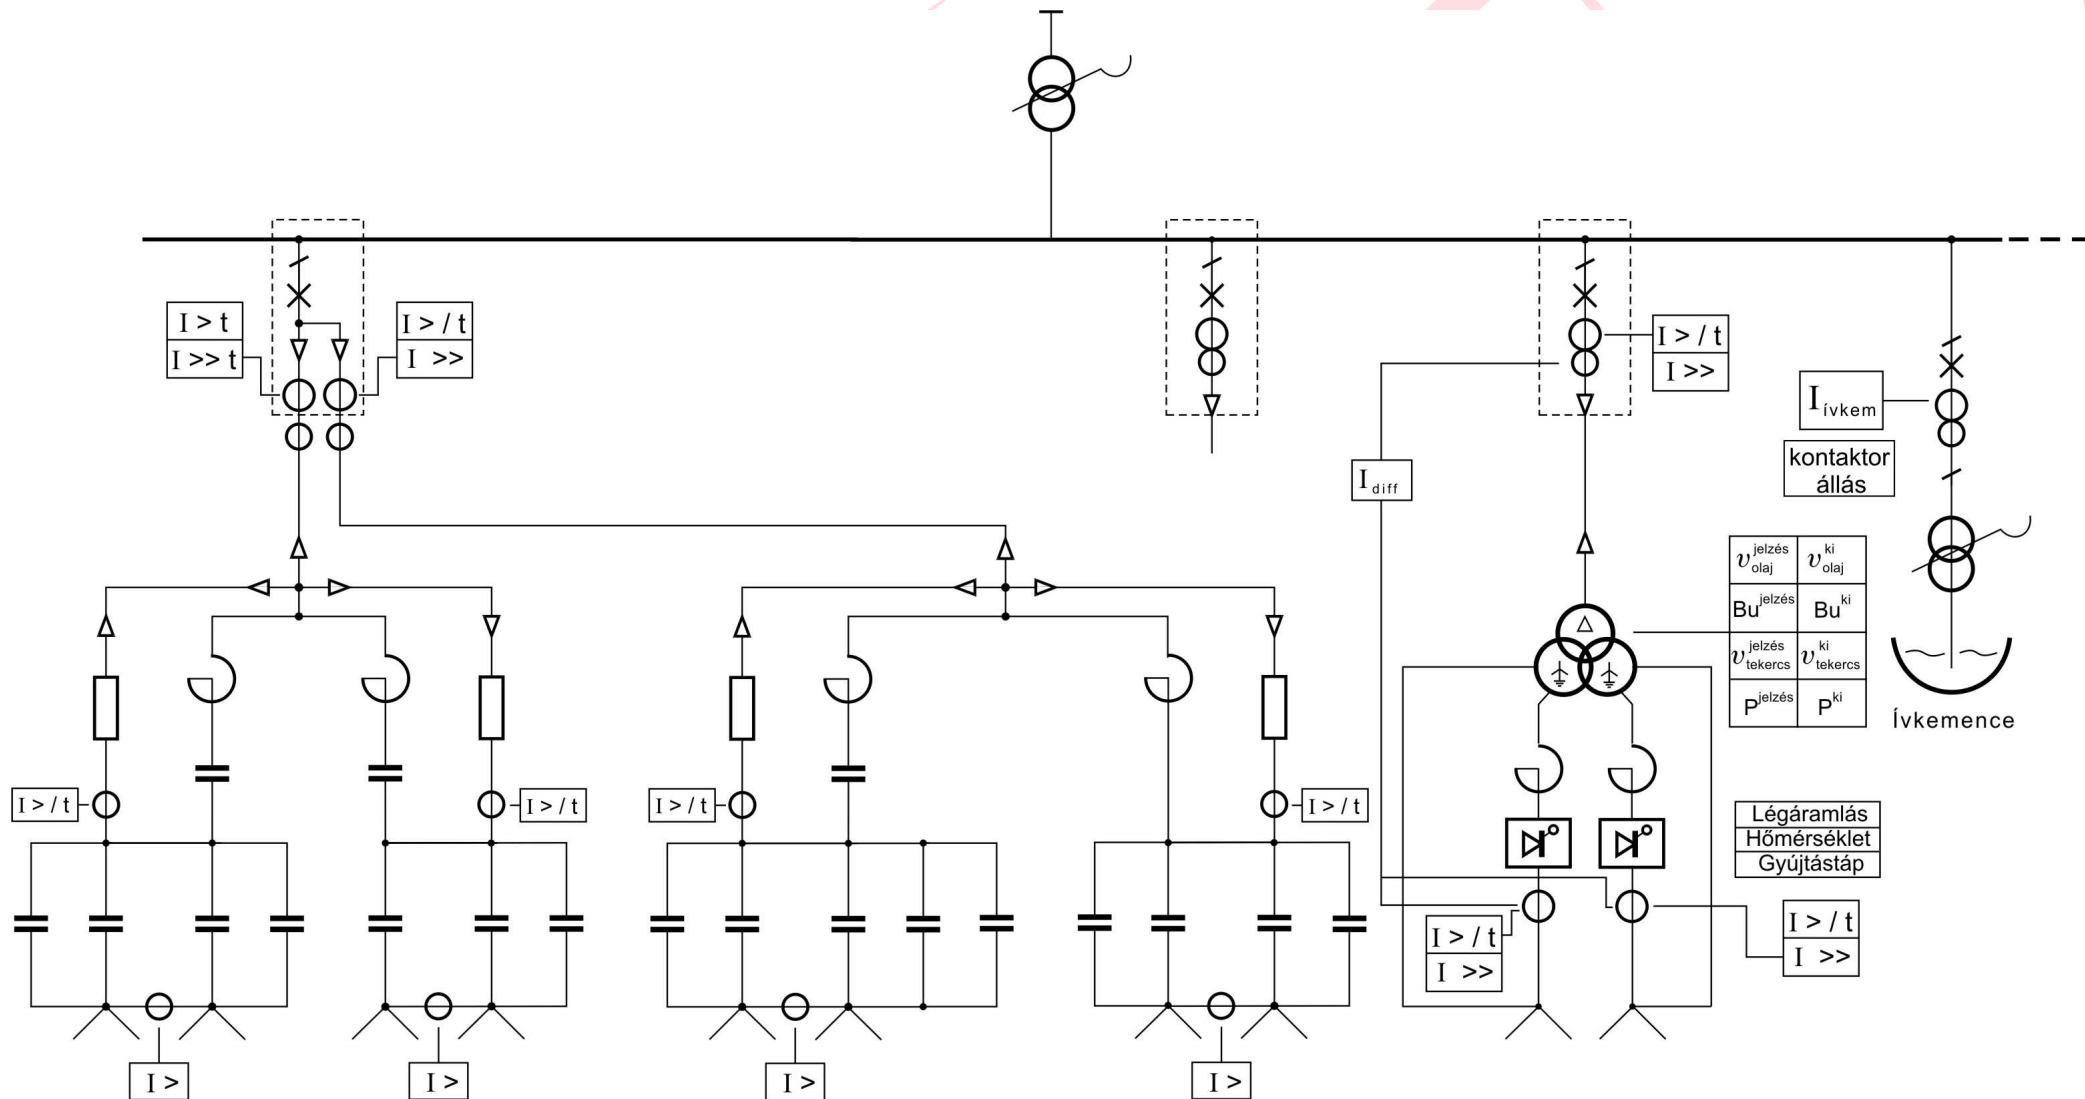 I > t
I >> t
I > / t
I >>
I > / t
I >>
I ívkem
kontaktor
állás
I diff
υ olaj jelzés
υ olaj ki
Bu jelzés
Bu ki
υ tekercs jelzés
υ tekercs ki
P jelzés
P ki
Ívkemence
I > / t
I > / t
I > / t
I > / t
Légáramlás
Hőmérséklet
Gyújtástáp
I > / t
I >>
I > / t
I >>
I >
I >
I >
I >